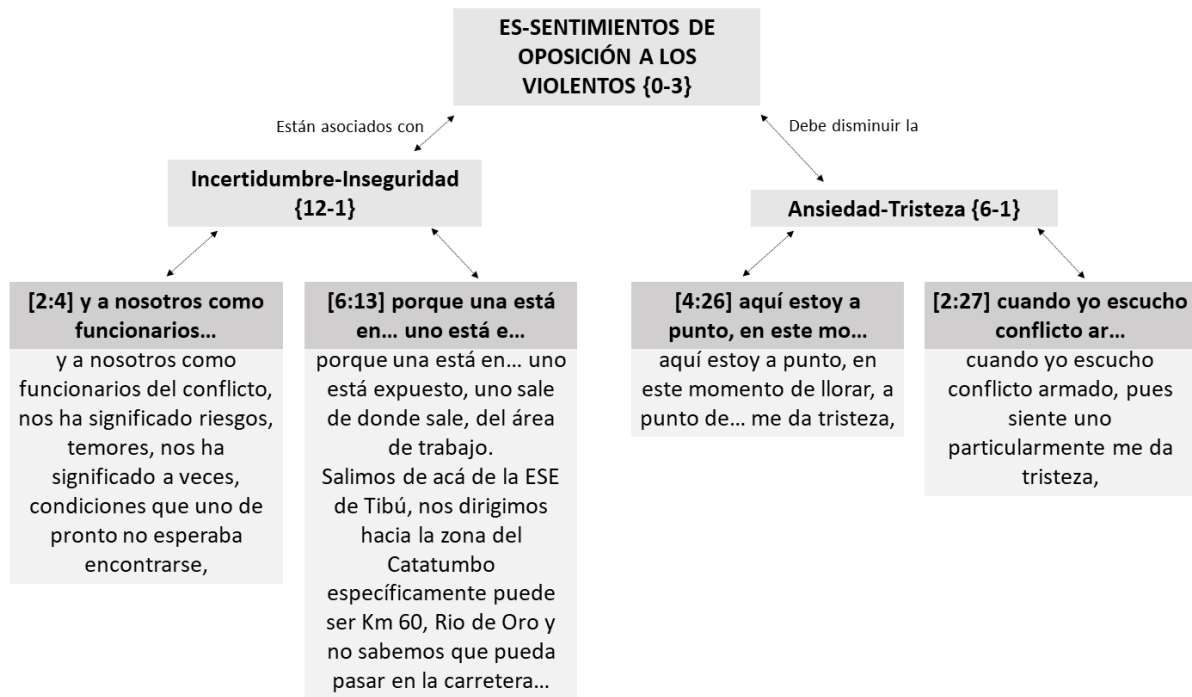 ES-SENTIMIENTOS DE
OPOSICIÓN A LOS
VIOLENTOS {0-3}
Están asociados con
Debe disminuir la
Incertidumbre-Inseguridad
{12-1}
Ansiedad-Tristeza {6-1}
[2:4] y a nosotros como
funcionarios...
y a nosotros como
funcionarios del conflicto,
nos ha significado riesgos,
temores, nos ha
significado a veces,
condiciones que uno de
pronto no esperaba
encontrarse,
[6:13] porque una está
en... uno está e...
porque una está en... uno
está expuesto, uno sale
de donde sale, del área
de trabajo.
Salimos de acá de la ESE
de Tibú, nos dirigimos
hacia la zona del
Catatumbo
específicamente puede
ser Km 60, Rio de Oro y
no sabemos que pueda
pasar en la carretera...
[4:26] aquí estoy a
punto, en este mo...
aquí estoy a punto, en
este momento de llorar, a
punto de... me da tristeza,
[2:27] cuando yo escucho
conflicto ar...
cuando yo escucho
conflicto armado, pues
siente uno
particularmente me da
tristeza,